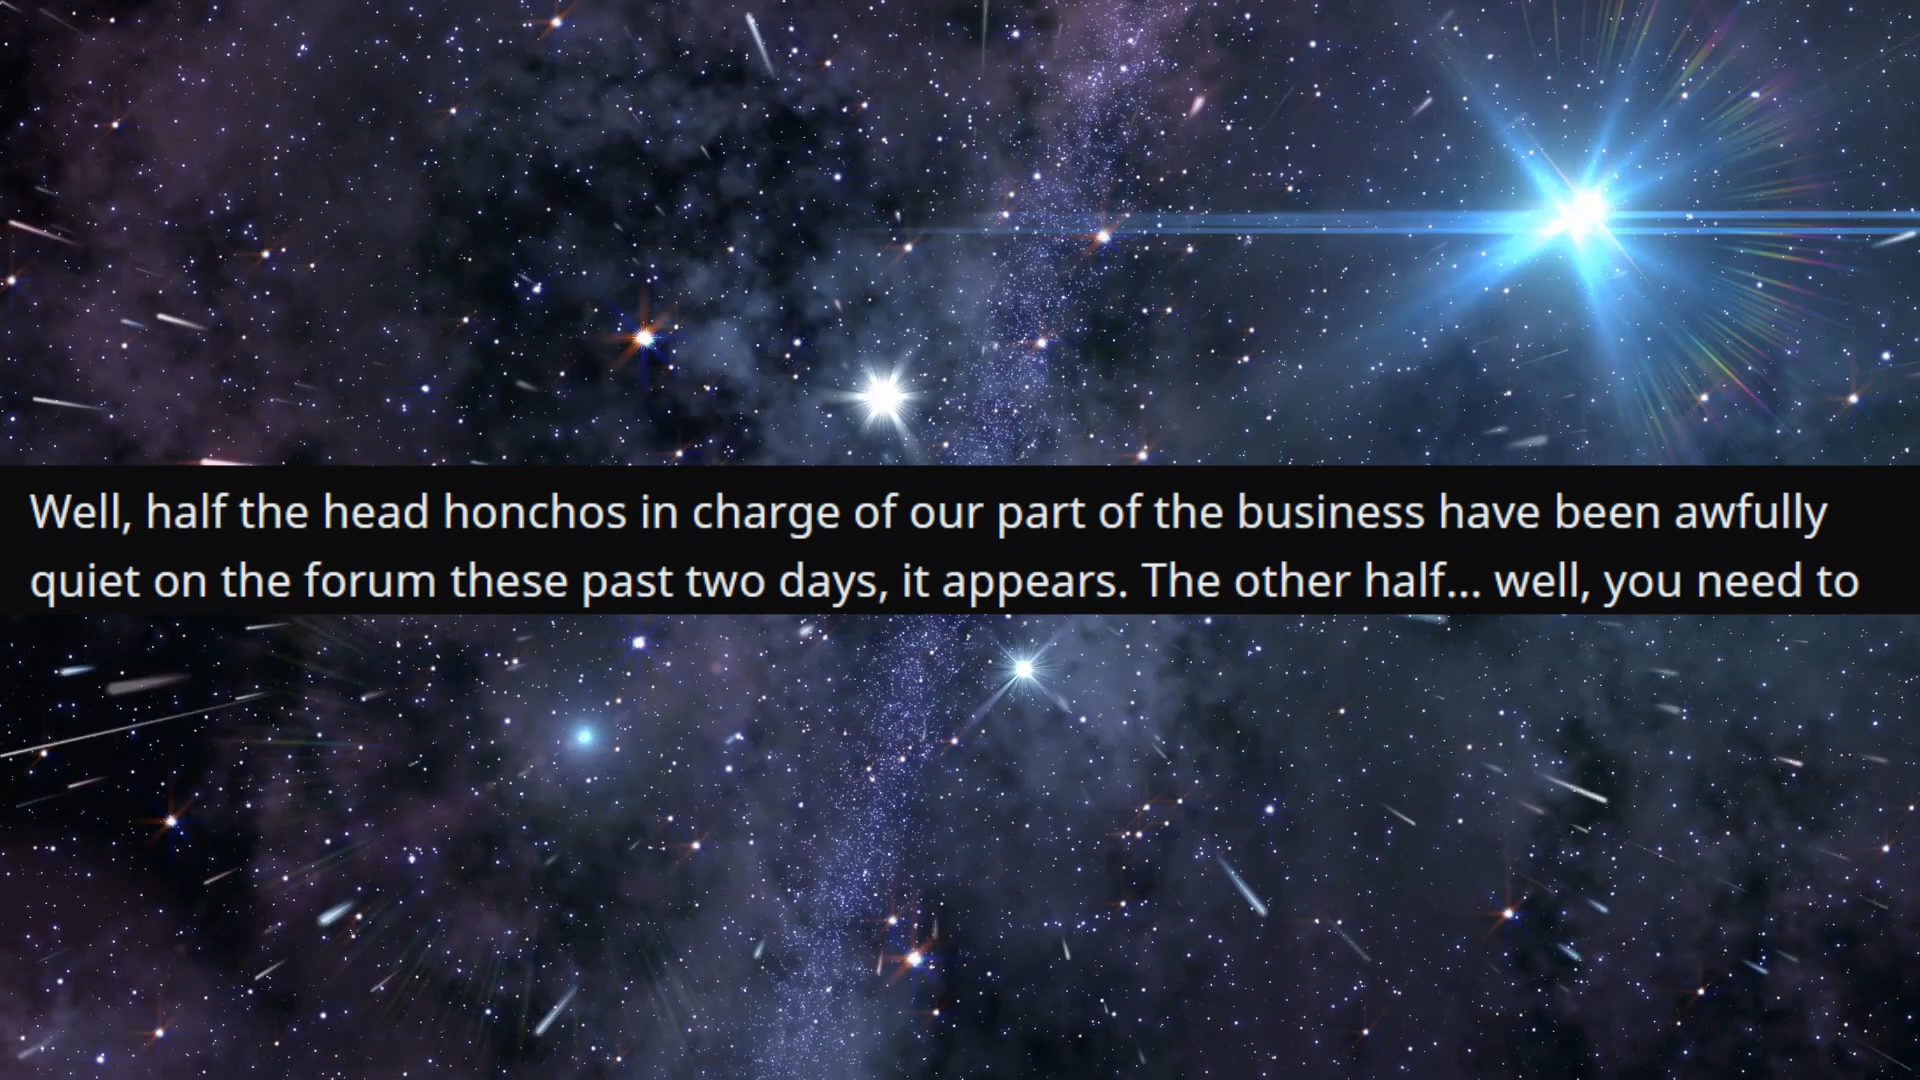 Well, half the head honchos in charge of our part of the business have been awfully
quiet on the forum these past two days, it appears. The other half... well, you need to